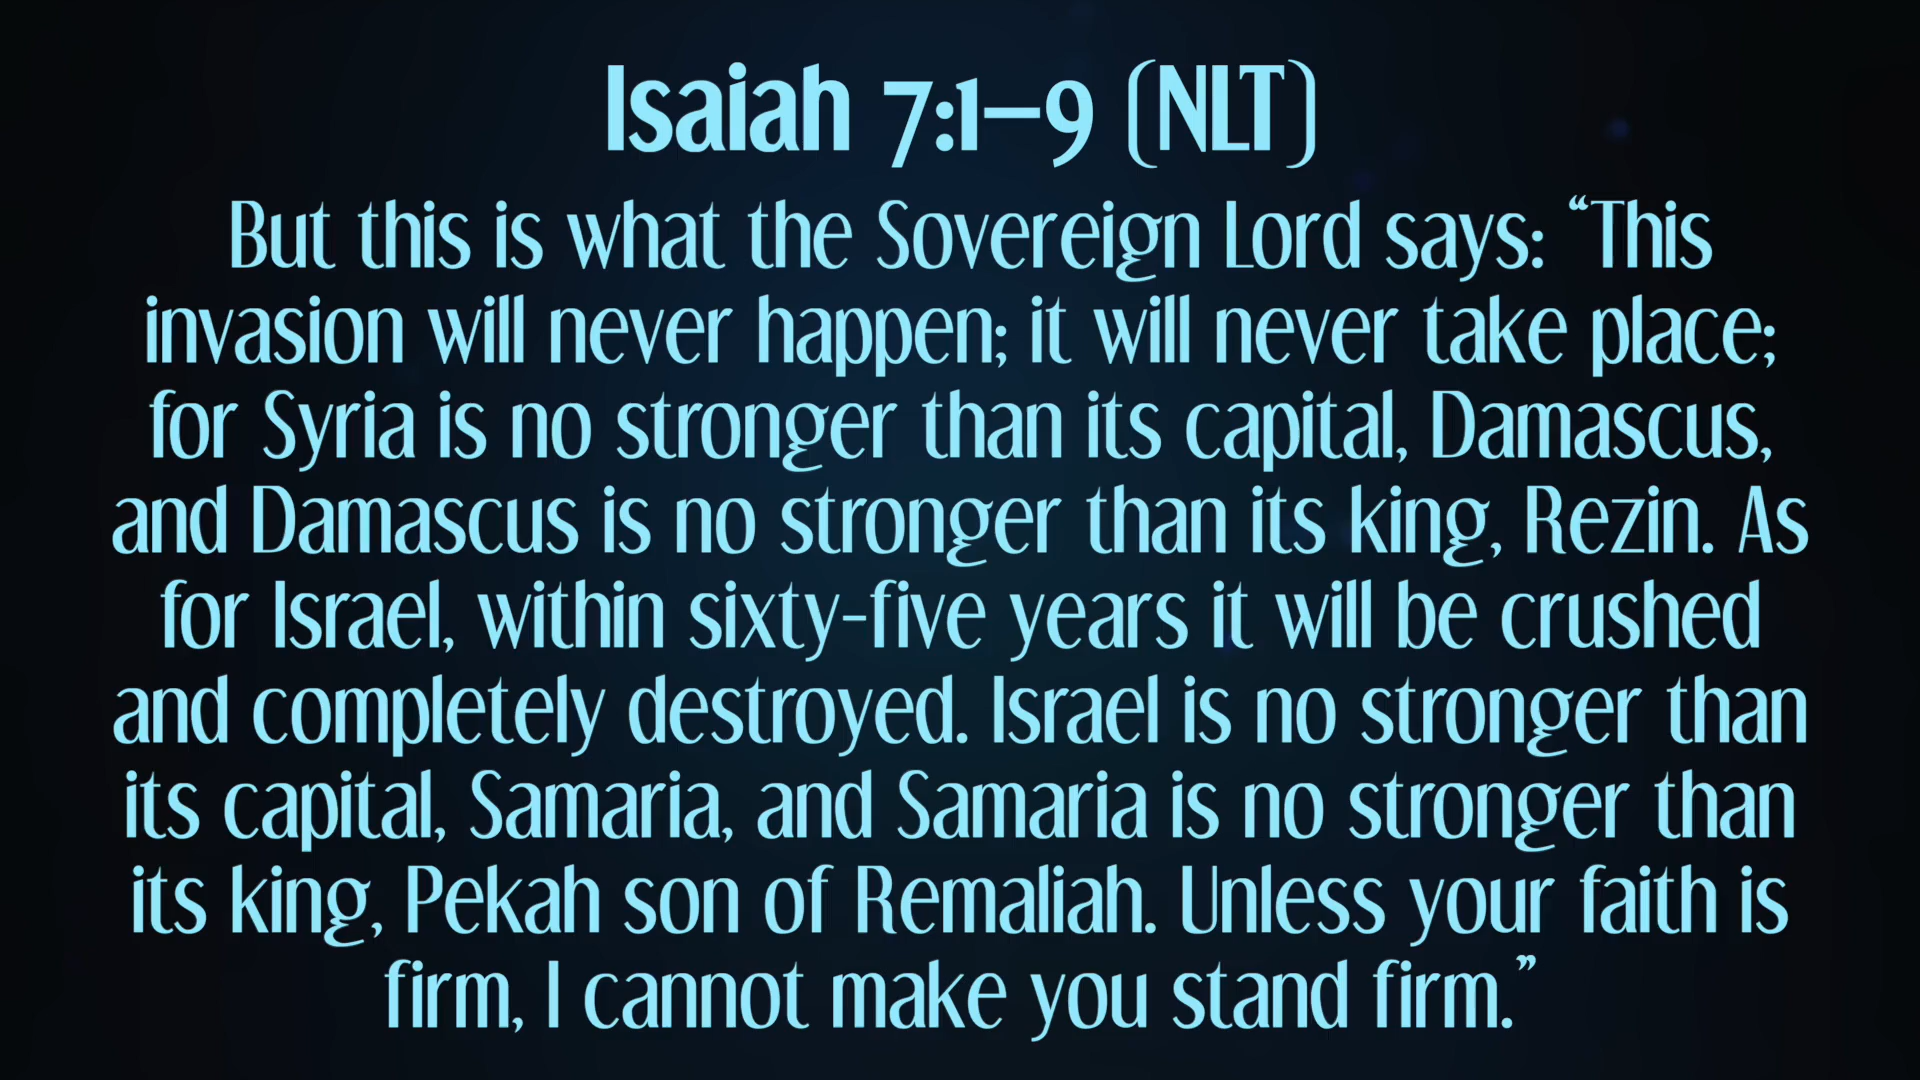 Isaiah 7:1–9 (NLT)
But this is what the Sovereign Lord says: “This
invasion will never happen; it will never take place;
for Syria is no stronger than its capital, Damascus,
and Damascus is no stronger than its king, Rezin. As
for Israel, within sixty-five years it will be crushed
and completely destroyed. Israel is no stronger than
its capital, Samaria, and Samaria is no stronger than
its king, Pekah son of Remaliah. Unless your faith is
firm, I cannot make you stand firm.”